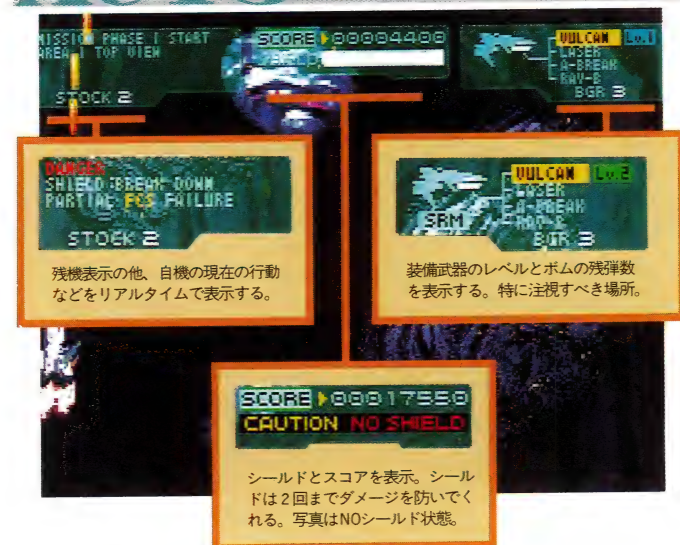 MISSION PHASE 1 START
AREA 1 TOP VIEW
STOCK 2
SCORE 00004400
VULCAN Lv.1
LASER
A-BREAK
RAY-B
BGR 3
DANGER
SHIELD BREAK DOWN
PARTIAL FCS FAILURE
STOCK 2
残機表示の他、自機の現在の行動
などをリアルタイムで表示する。
VULCAN Lv.2
LASER
A-BREAK
SRM
BGR 3
装備武器のレベルとボムの残弾数
を表示する。特に注視すべき場所。
SCORE 00017550
CAUTION NO SHIELD
シールドとスコアを表示。シール
ドは2回までダメージを防いでく
れる。写真はNOシールド状態。